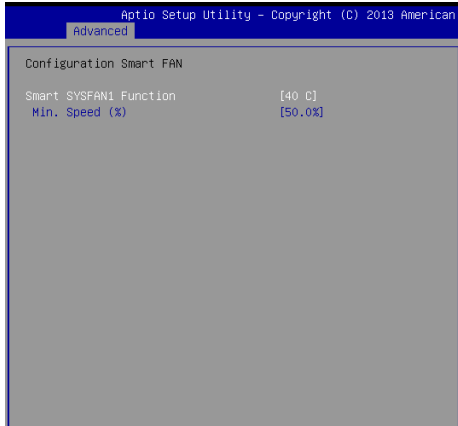 Aptio Setup Utility – Copyright (C) 2013 American
Advanced
Configuration Smart FAN
Smart SYSFAN1 Function [40 C]
Min. Speed (%) [50.0%]